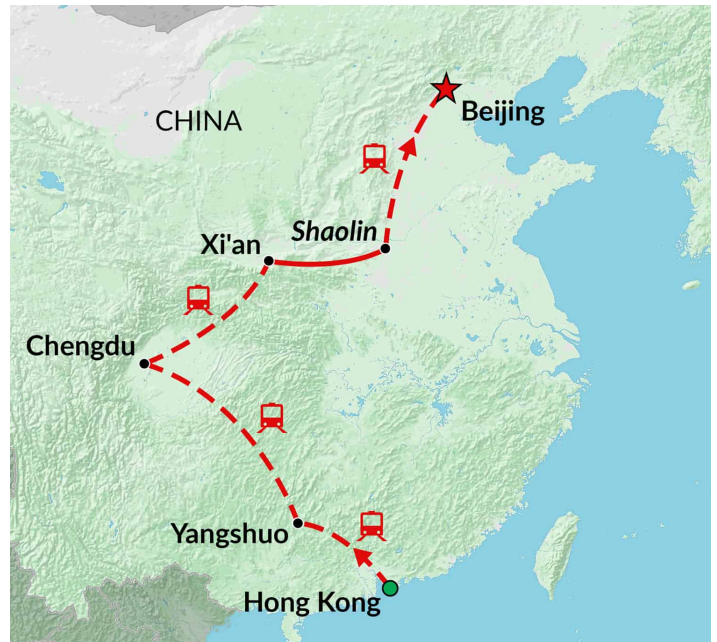 Beijing
CHINA
Shaolin
Xi'an
Chengdu
Yangshuo
Hong Kong